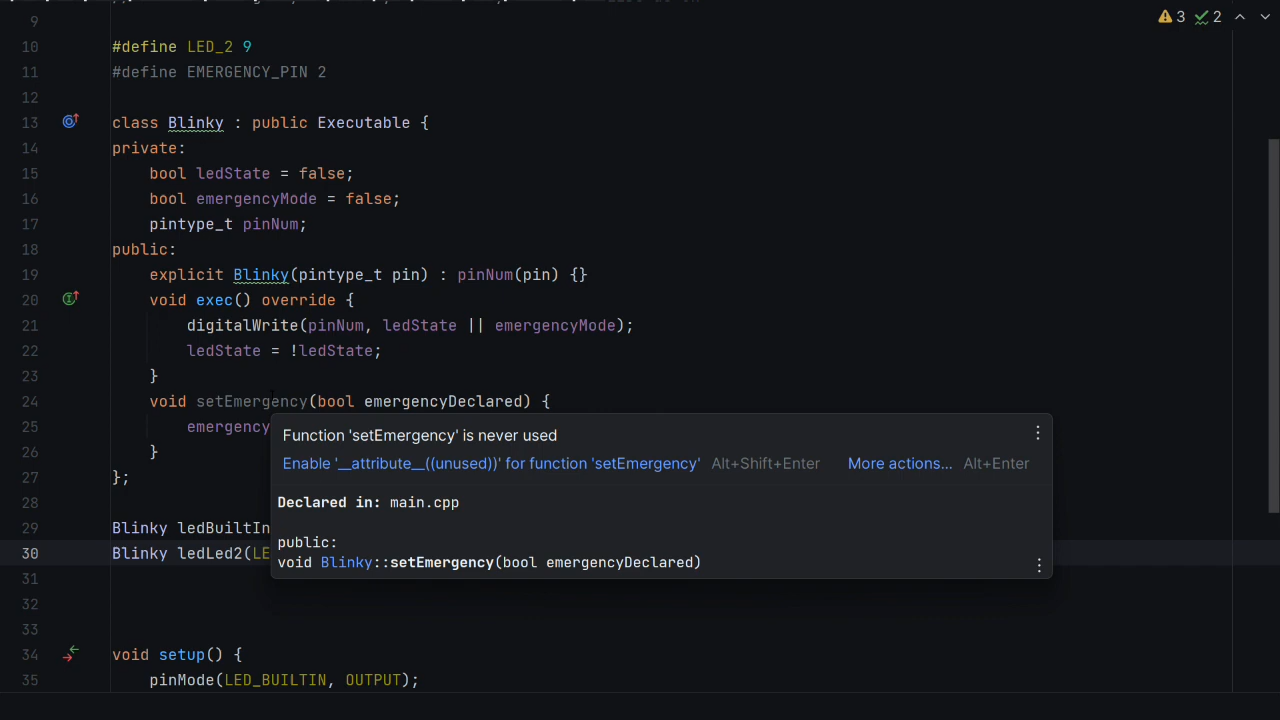 3 2
9
10 #define LED_2 9
11 #define EMERGENCY_PIN 2
12
13 class Blinky : public Executable {
14 private:
15 bool ledState = false;
16 bool emergencyMode = false;
17 pintype_t pinNum;
18 public:
19 explicit Blinky(pintype_t pin) : pinNum(pin) {}
20 void exec() override {
21 digitalWrite(pinNum, ledState || emergencyMode);
22 ledState = !ledState;
23 }
24 void setEmergency(bool emergencyDeclared) {
25 emergency
26 }
27 };
28
29 Blinky ledBuiltIn
30 Blinky ledLed2(LE
Function 'setEmergency' is never used
Enable '__attribute__((unused))' for function 'setEmergency' Alt+Shift+Enter More actions... Alt+Enter
Declared in: main.cpp
public:
void Blinky::setEmergency(bool emergencyDeclared)
31
32
33
34 void setup() {
35 pinMode(LED_BUILTIN, OUTPUT);